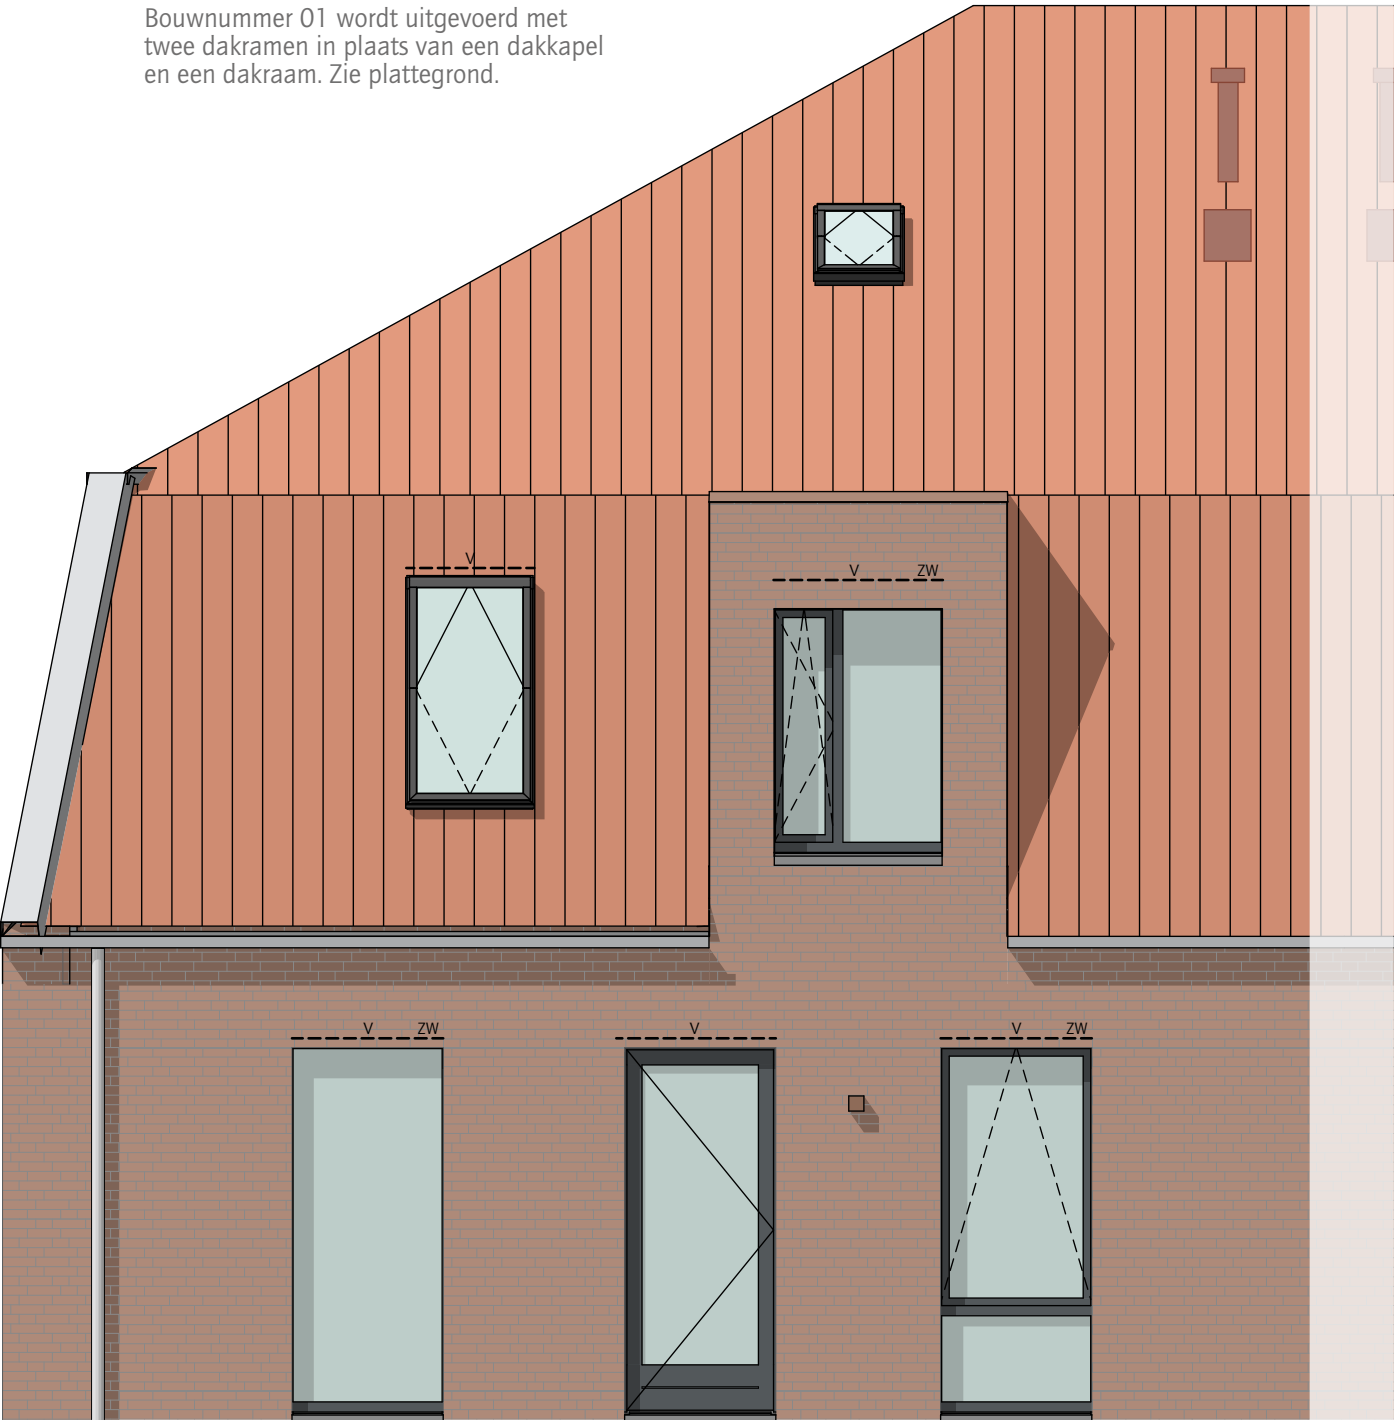 Bouwnummer 01 wordt uitgevoerd met
twee dakramen in plaats van een dakkapel
en een dakraam. Zie plattegrond.
V
V ZW
V ZW
V
V ZW